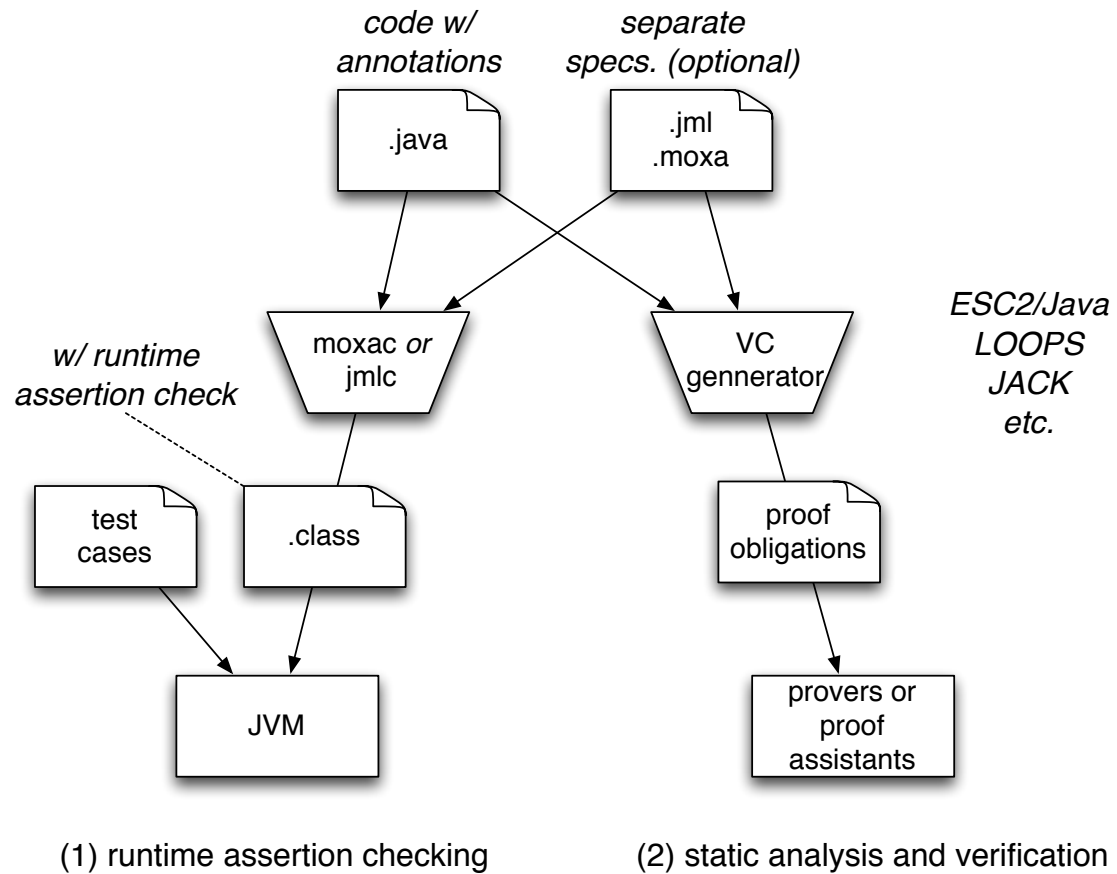 code w/
annotations
separate
specs. (optional)
.java
.jml
.moxa
moxac or
jmlc
VC
gennerator
ESC2/Java
LOOPS
JACK
etc.
w/ runtime
assertion check
test
cases
.class
proof
obligations
JVM
provers or
proof
assistants
(1) runtime assertion checking
(2) static analysis and verification